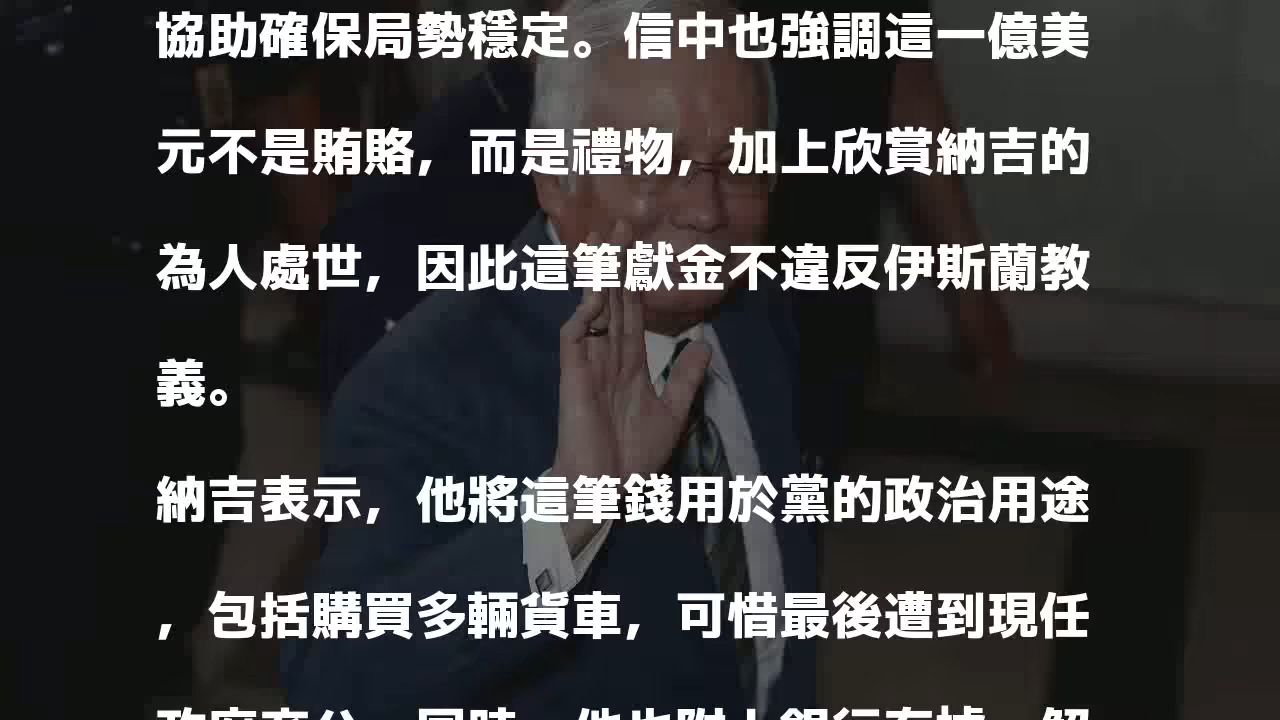 協助確保局勢穩定。信中也強調這一億美
元不是賄賂，而是禮物，加上欣賞納吉的
為人處世，因此這筆獻金不違反伊斯蘭教
義。
納吉表示，他將這筆錢用於黨的政治用途
，包括購買多輛貨車，可惜最後遭到現任